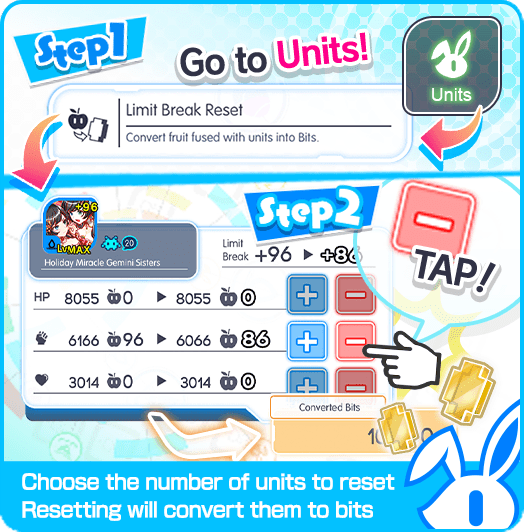 Step1
Go to Units!
Units
Limit Break Reset
Convert fruit fused with units into Bits.
Step2
+96
LvMAX
20
Holiday Miracle Gemini Sisters
Limit
Break +96 ▶ +86
HP 8055 0 ▶ 8055 0
6166 96 ▶ 6066 86
3014 0 ▶ 3014 0
TAP!
Converted Bits
Choose the number of units to reset
Resetting will convert them to bits